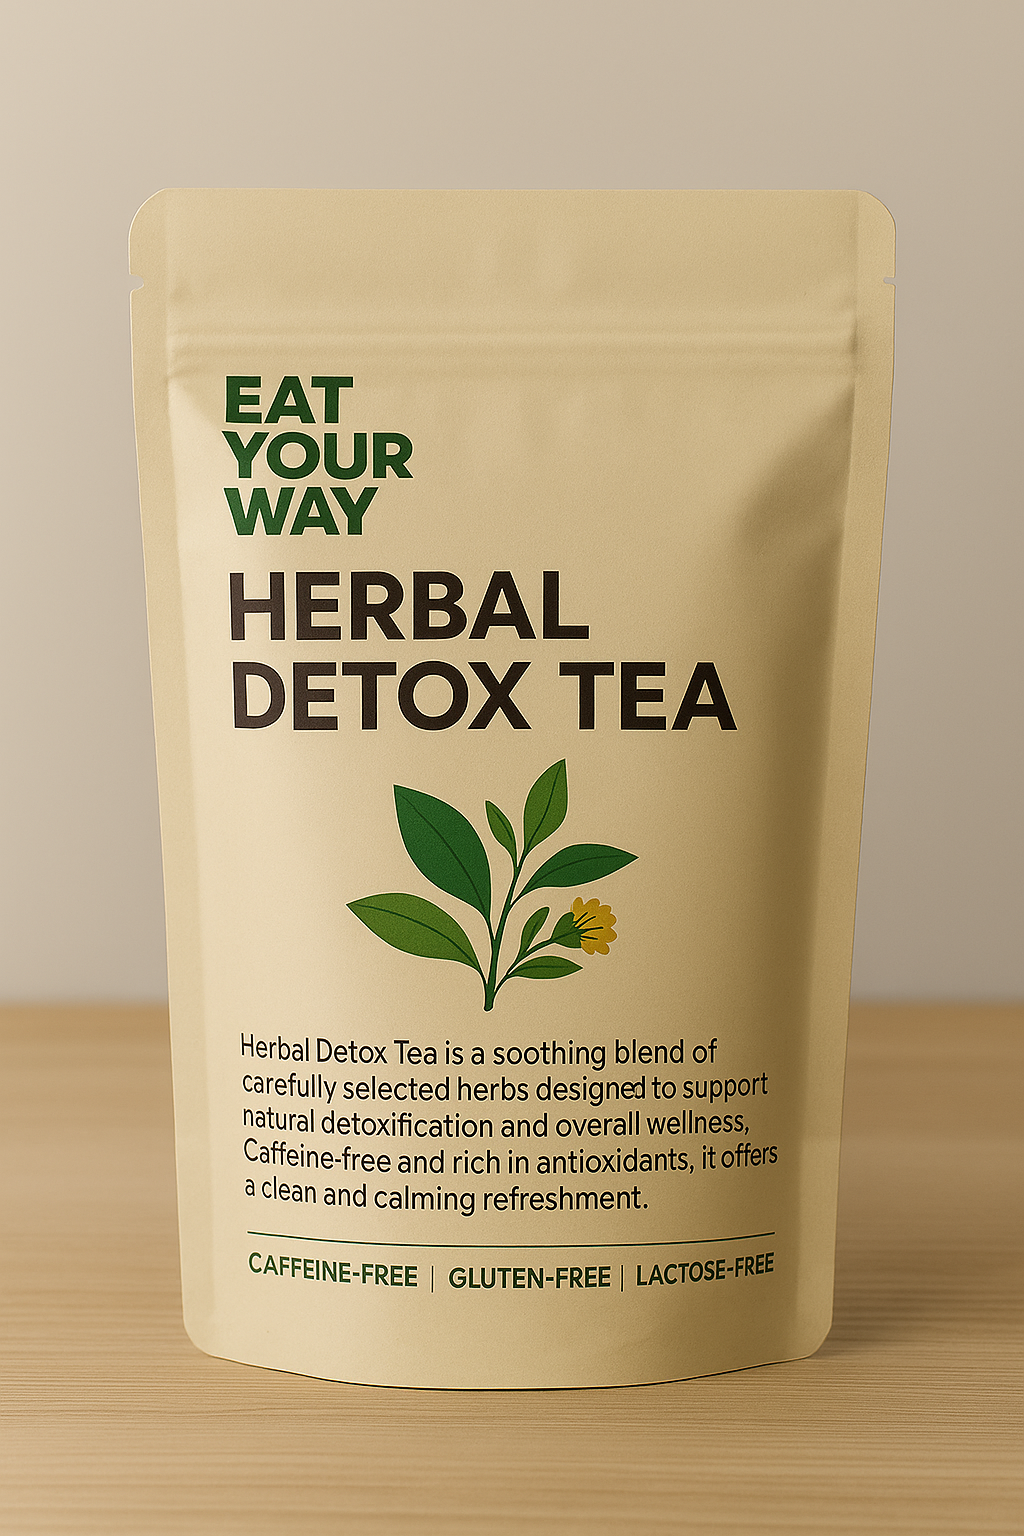 EAT
YOUR
WAY
HERBAL
DETOX TEA
Herbal Detox Tea is a soothing blend of
carefully selected herbs designed to support
natural detoxification and overall wellness,
Caffeine-free and rich in antioxidants, it offers
a clean and calming refreshment.
CAFFEINE-FREE | GLUTEN-FREE | LACTOSE-FREE